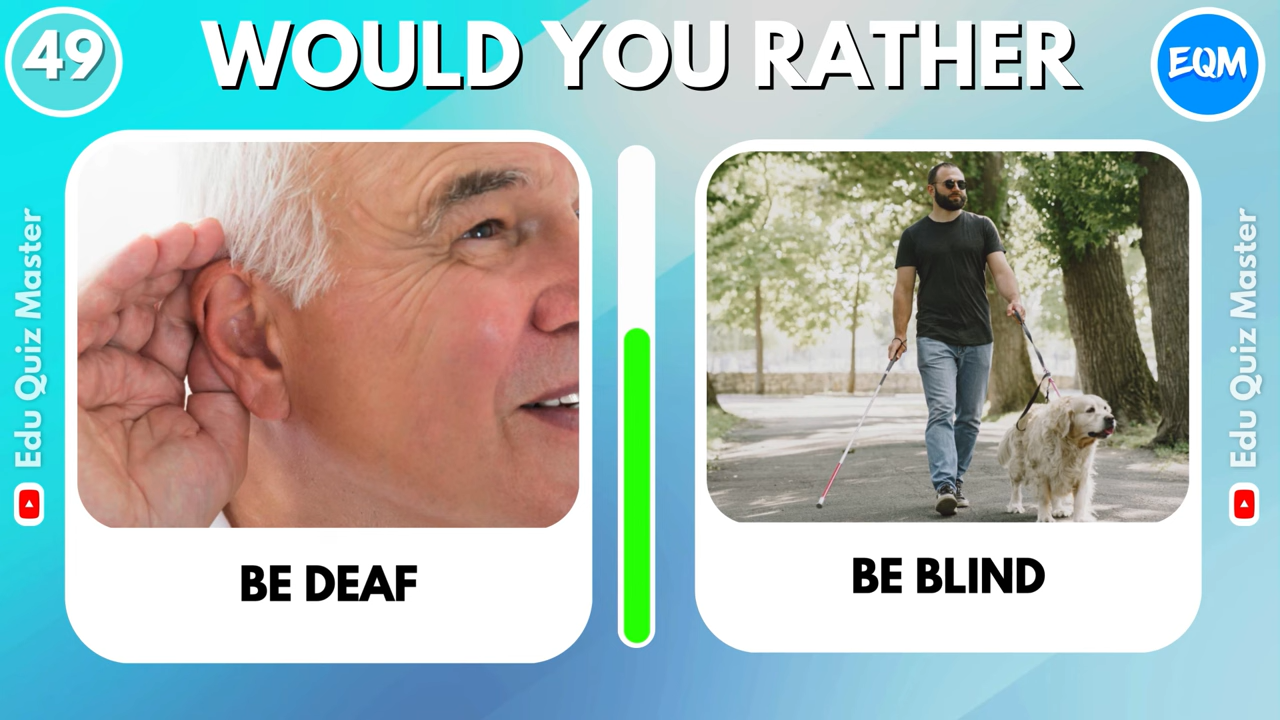 49
WOULD YOU RATHER
EQM
Edu Quiz Master
BE DEAF
BE BLIND
Edu Quiz Master